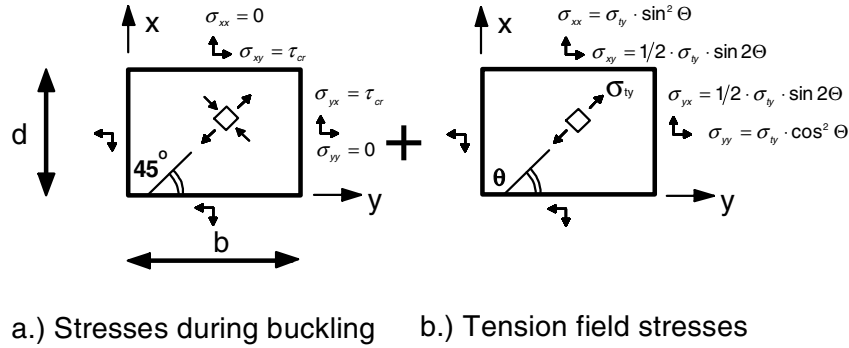 x
σxx = 0
σxy = τcr
d
45°
σyx = τcr
σyy = 0
y
b
+
x
σxx = σty · sin² Θ
σxy = 1/2 · σty · sin 2Θ
σty
σyx = 1/2 · σty · sin 2Θ
σyy = σty · cos² Θ
θ
y
a.) Stresses during buckling
b.) Tension field stresses